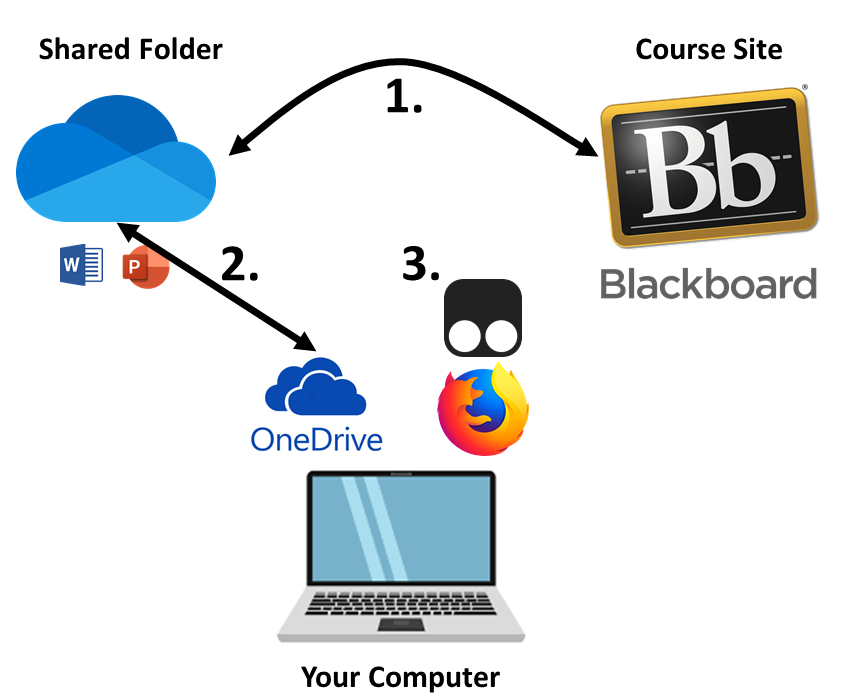 Shared Folder
Course Site
1.
®
Bb
Blackboard
W
P
2.
3.
OneDrive
Your Computer